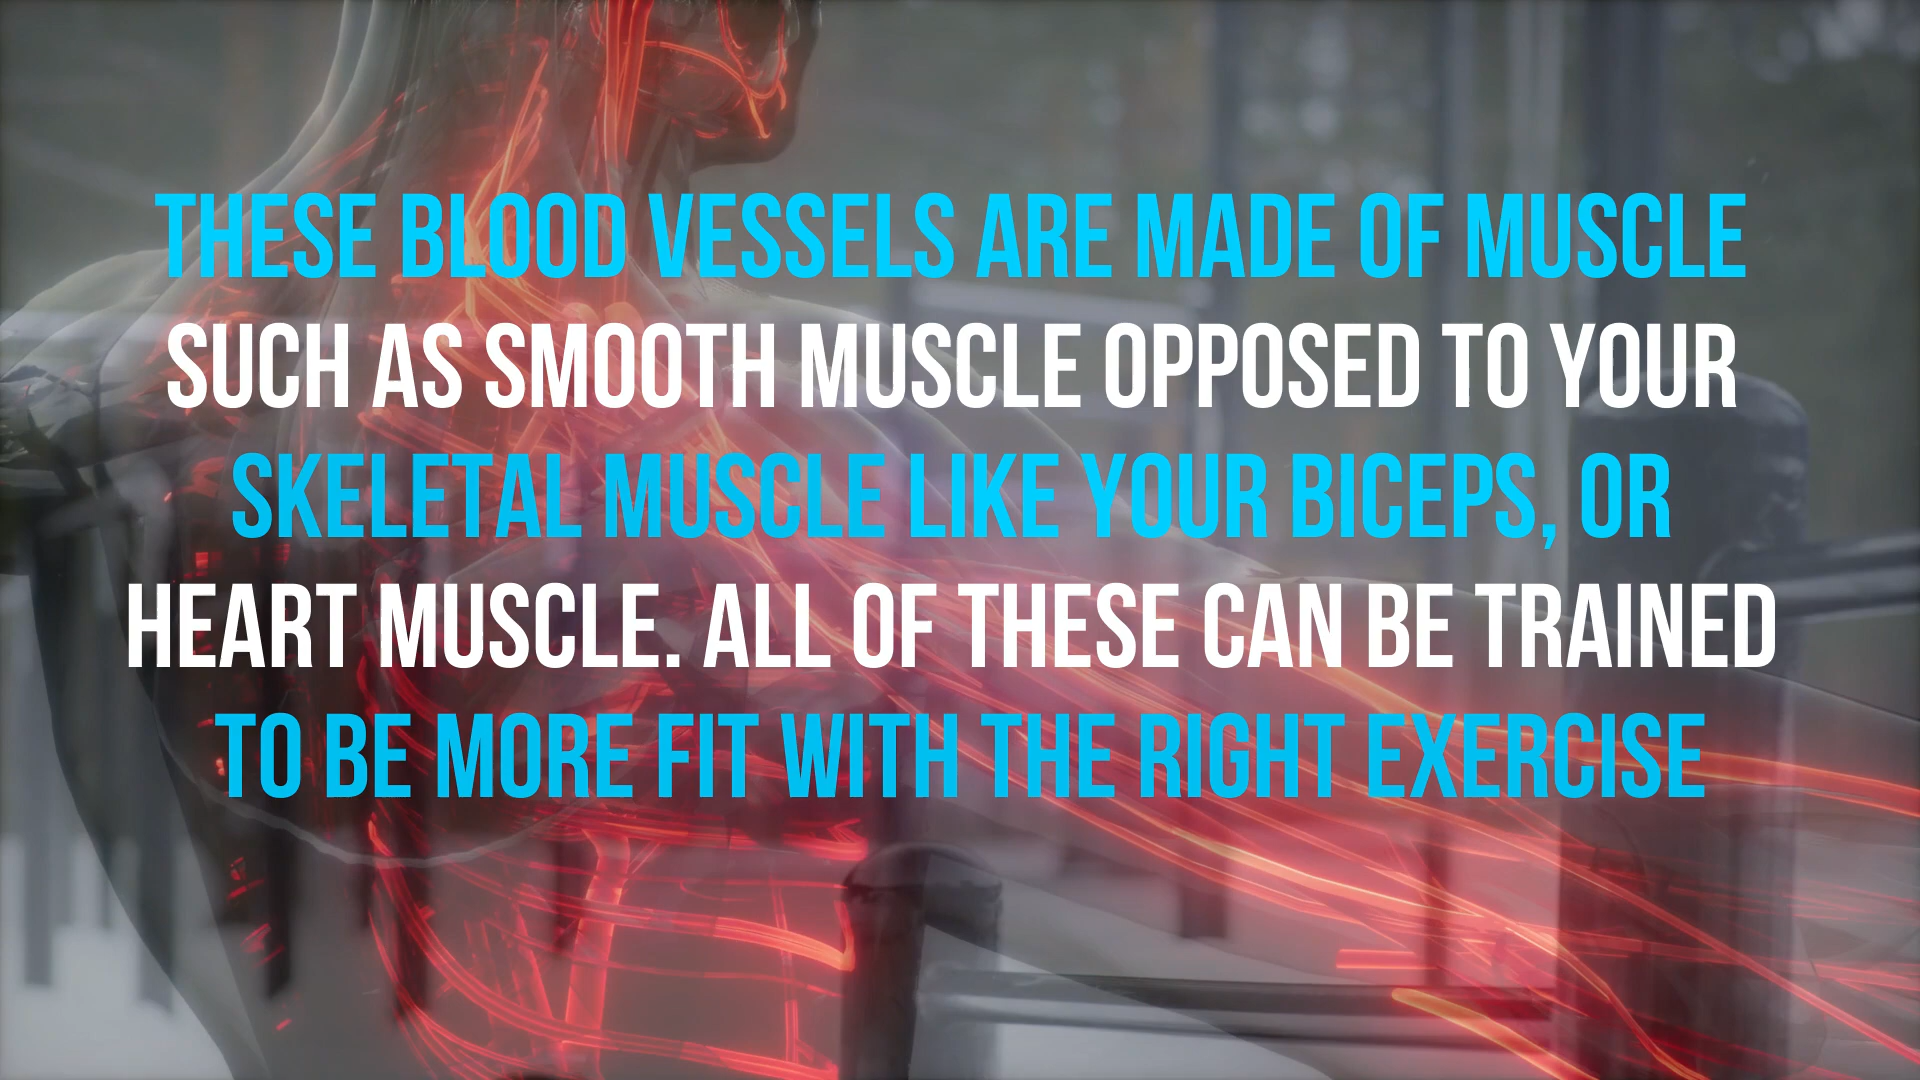 THESE BLOOD VESSELS ARE MADE OF MUSCLE
SUCH AS SMOOTH MUSCLE OPPOSED TO YOUR
SKELETAL MUSCLE LIKE YOUR BICEPS, OR
HEART MUSCLE. ALL OF THESE CAN BE TRAINED
TO BE MORE FIT WITH THE RIGHT EXERCISE